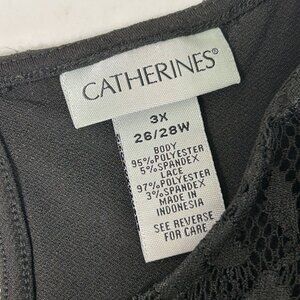 CATHERINES®
3X
26/28W
BODY
95%POLYESTER
5%SPANDEX
LACE
97%POLYESTER
3%SPANDEX
MADE IN
INDONESIA
SEE REVERSE
FOR CARE